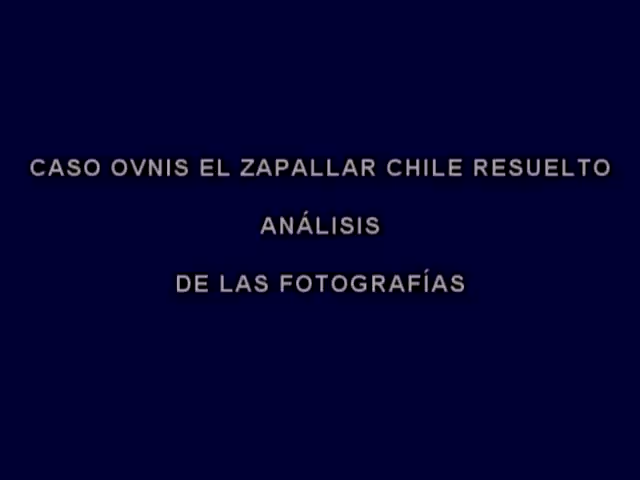 CASO OVNIS EL ZAPALLAR CHILE RESUELTO
ANÁLISIS
DE LAS FOTOGRAFÍAS